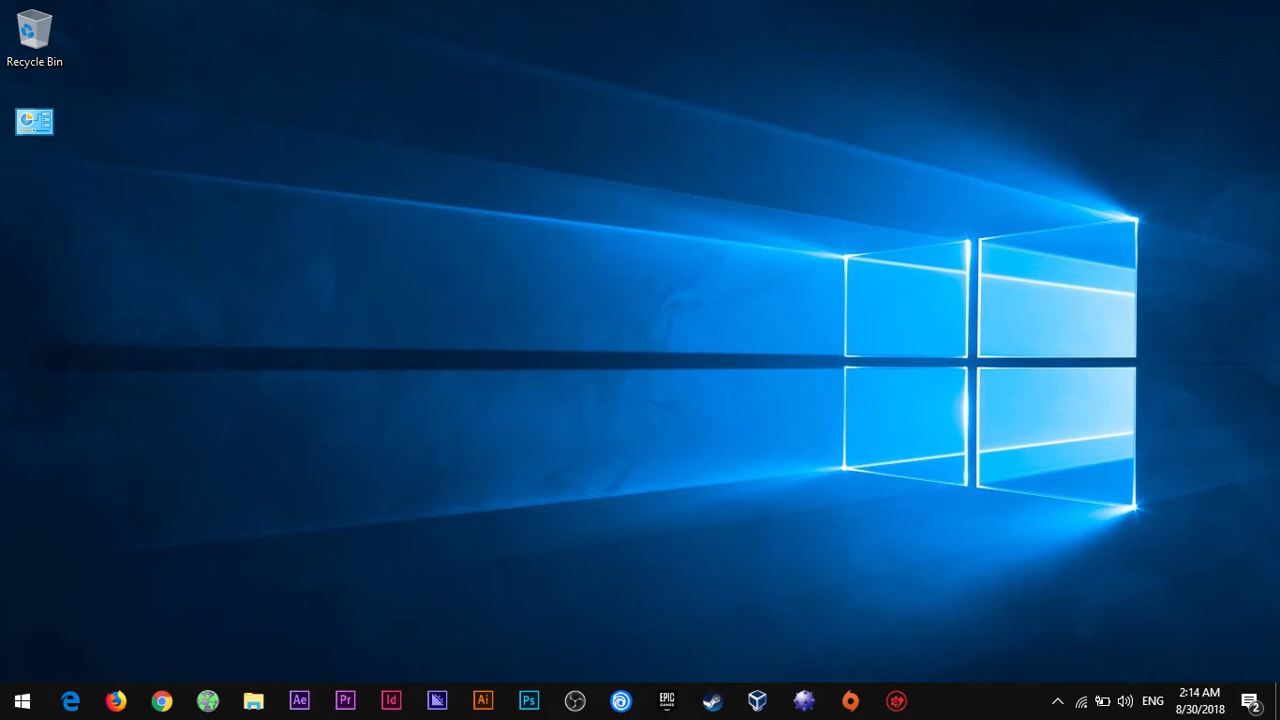 Recycle Bin
Ae
Pr
Id
Ai
Ps
EPIC
GAMES
ENG
2:14 AM
8/30/2018
2